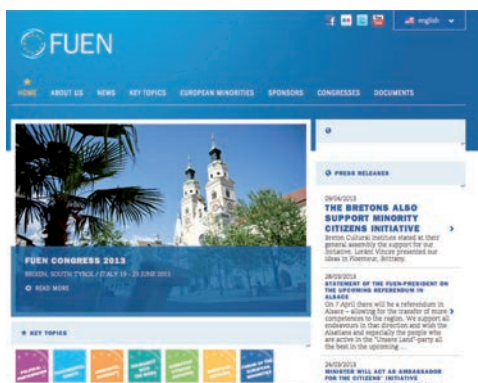 FUEN
english
HOME ABOUT US NEWS KEY TOPICS EUROPEAN MINORITIES SPONSORS CONGRESSES DOCUMENTS
FUEN CONGRESS 2013
BRIXEN, SOUTH TYROL / ITALY 19 - 23 JUNE 2013
READ MORE
KEY TOPICS
PRESS RELEASES
09/04/2013
THE BRETONS ALSO
SUPPORT MINORITY
CITIZENS INITIATIVE
Breton Cultural Institute stated at their
general assembly the support for our
Initiative. Loránt Vincze presented our
ideas in Ploemeur, Brittany.
28/03/2013
STATEMENT OF THE FUEN-PRESIDENT ON
THE UPCOMING REFERENDUM IN
ALSACE
On 7 April there will be a referendum in
Alsace – allowing for the transfer of more
competences to the region. We support all
endeavours in that direction and wish the
Alsatians and especially the people who
are active in the "Unsere Land"-party all
the best in the upcoming ...
26/03/2013
MINISTER WILL ACT AS AMBASSADOR
FOR THE CITIZENS' INITIATIVE